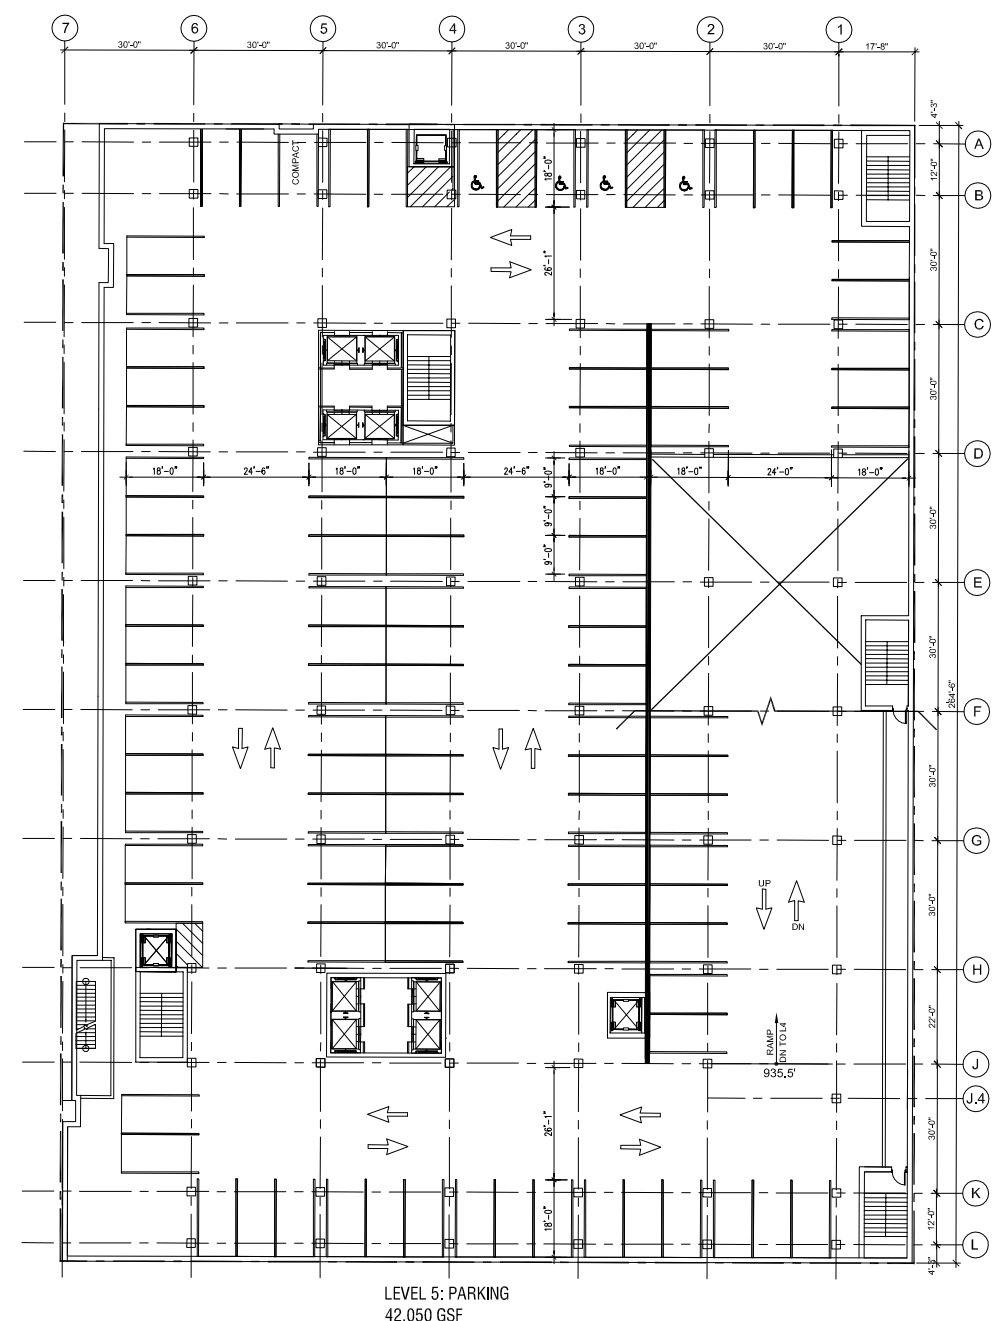 7 6 5 4 3 2 1
30'-0" 30'-0" 30'-0" 30'-0" 30'-0" 30'-0" 17'-8"
4'-3"
A
COMPACT
18'-0"
12'-0"
B
26'-1"
30'-0"
C
30'-0"
D
18'-0" 24'-6" 18'-0" 18'-0" 24'-6" 18'-0" 18'-0" 24'-0" 18'-0"
9'-0"
9'-0"
9'-0"
30'-0"
E
30'-0"
264'-6"
F
30'-0"
G
UP
DN
30'-0"
H
22'-0"
RAMP
DN TO L4
J
935.5'
J.4
26'-1"
30'-0"
K
18'-0"
12'-0"
L
4'-3"
LEVEL 5: PARKING
42,050 GSF